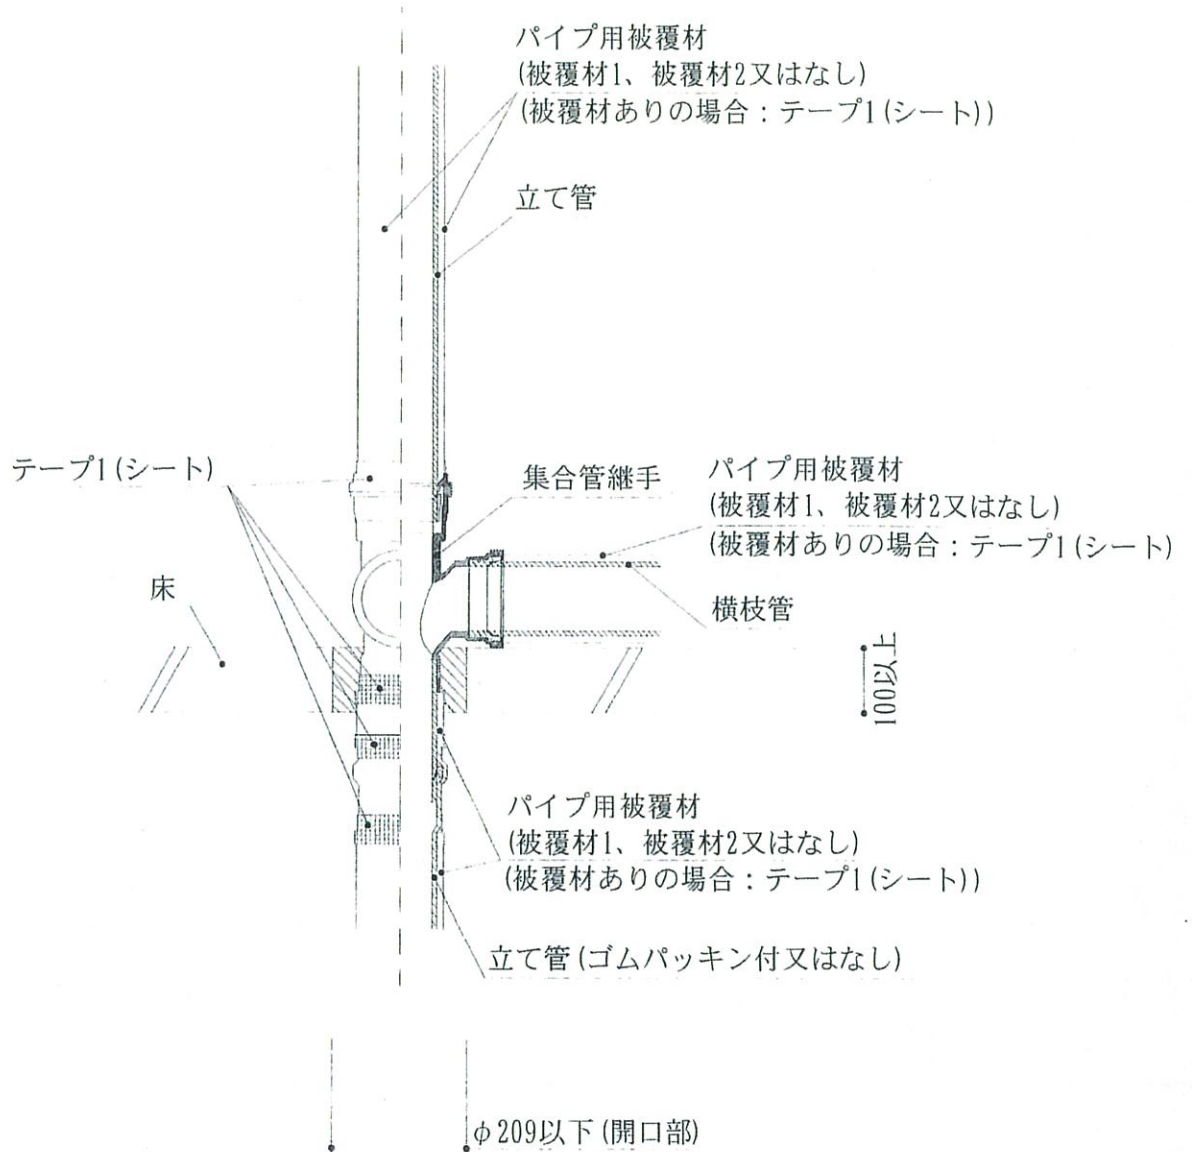 パイプ用被覆材
(被覆材1、被覆材2又はなし)
(被覆材ありの場合：テープ1(シート))
立て管
テープ1(シート)
集合管継手
パイプ用被覆材
(被覆材1、被覆材2又はなし)
(被覆材ありの場合：テープ1(シート)
床
横枝管
100以上
パイプ用被覆材
(被覆材1、被覆材2又はなし)
(被覆材ありの場合：テープ1(シート))
立て管(ゴムパッキン付又はなし)
φ209以下(開口部)